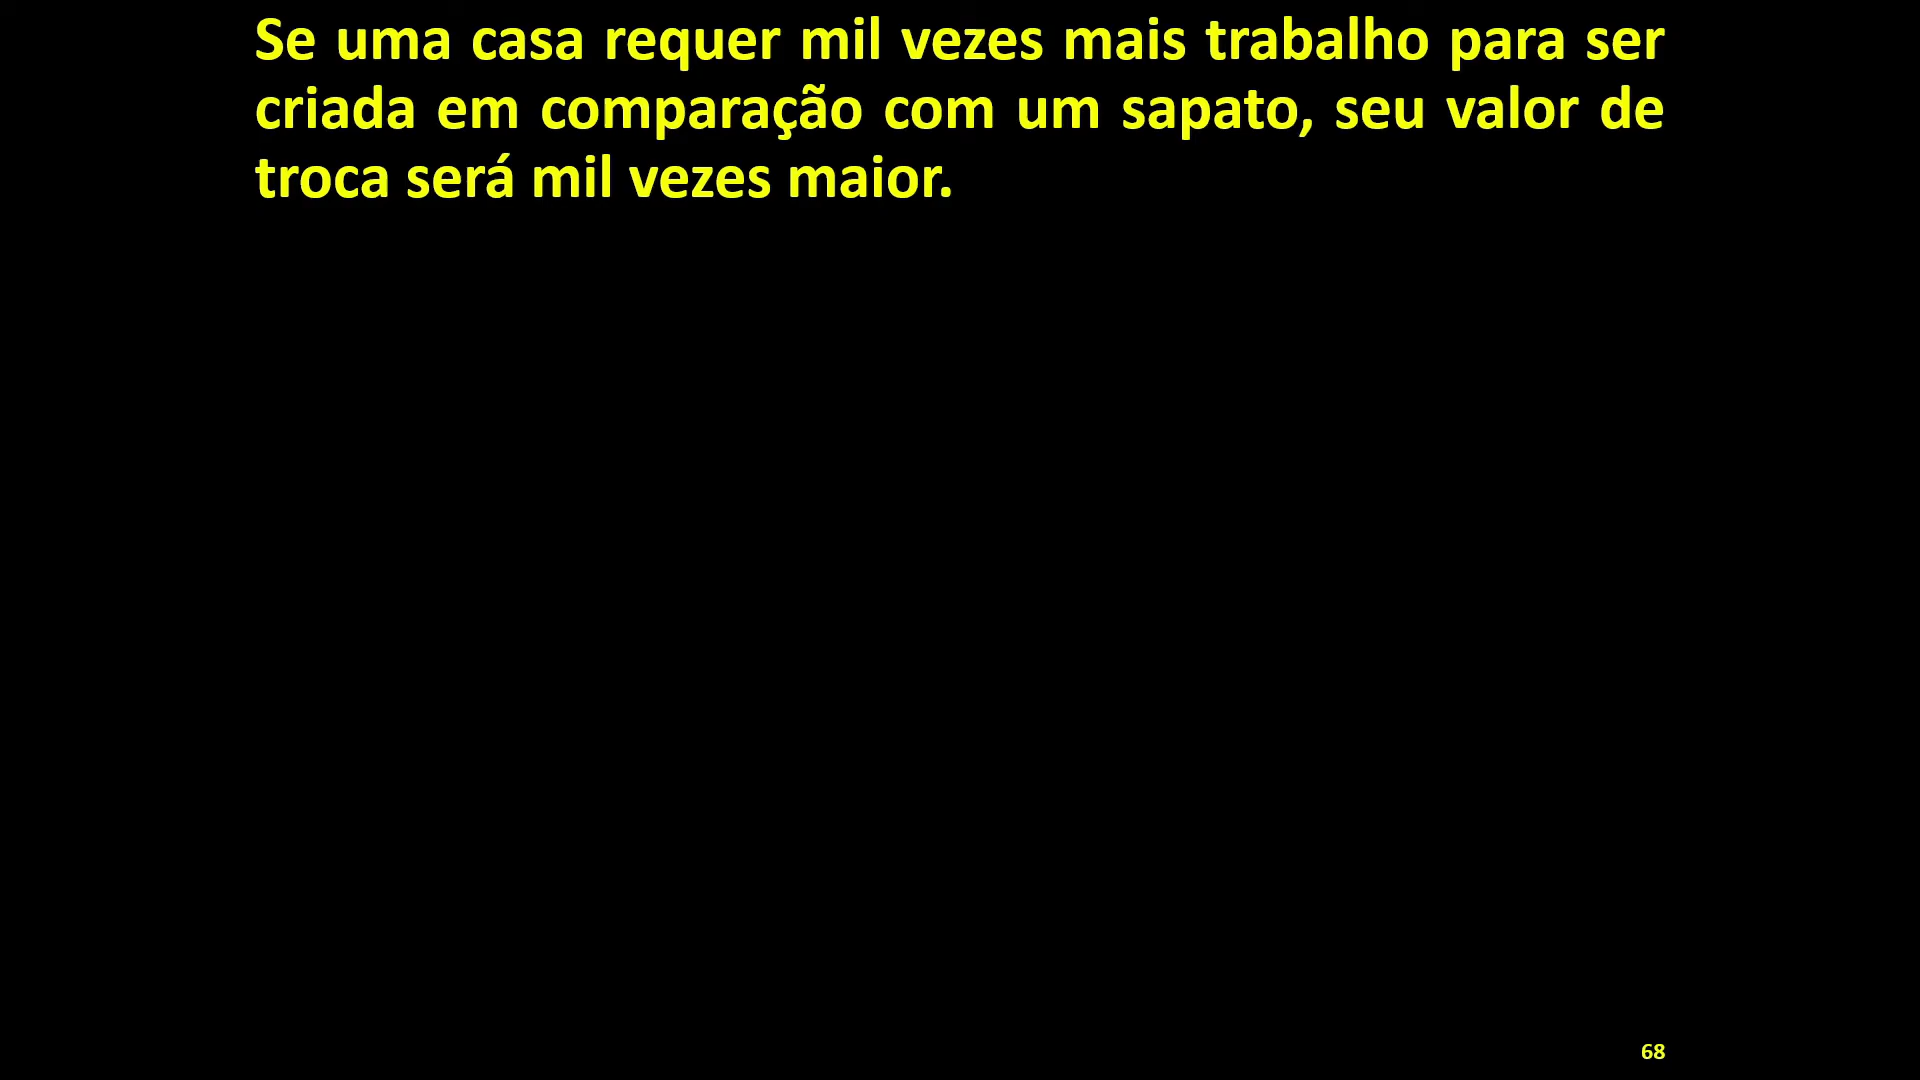 Se uma casa requer mil vezes mais trabalho para ser
criada em comparação com um sapato, seu valor de
troca será mil vezes maior.
68